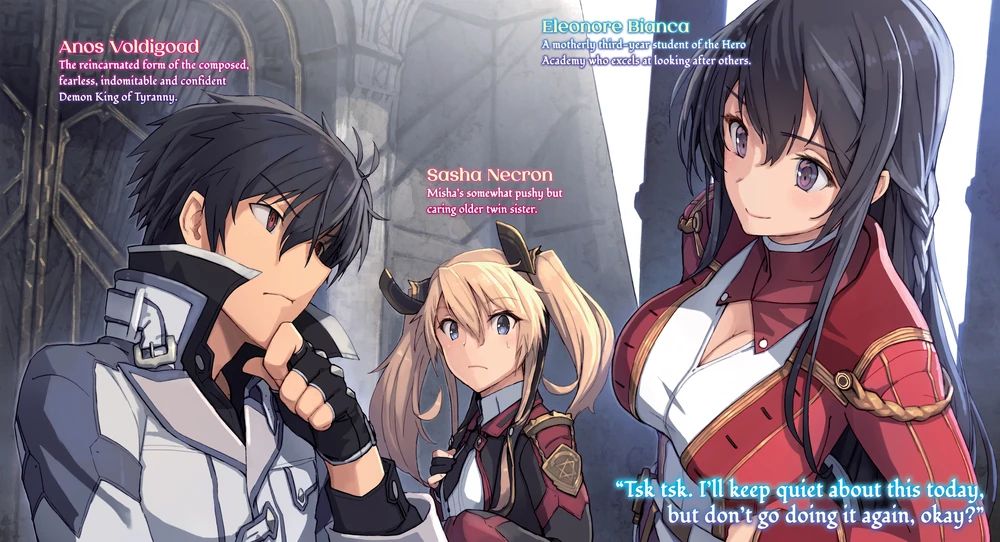 Anos Voldigoad
The reincarnated form of the composed,
fearless, indomitable and confident
Demon King of Tyranny.
Sasha Necron
Misha's somewhat pushy but
caring older twin sister.
Eleonore Bianca
A motherly third-year student of the Hero
Academy who excels at looking after others.
“Tsk tsk. I’ll keep quiet about this today,
but don’t go doing it again, okay?”